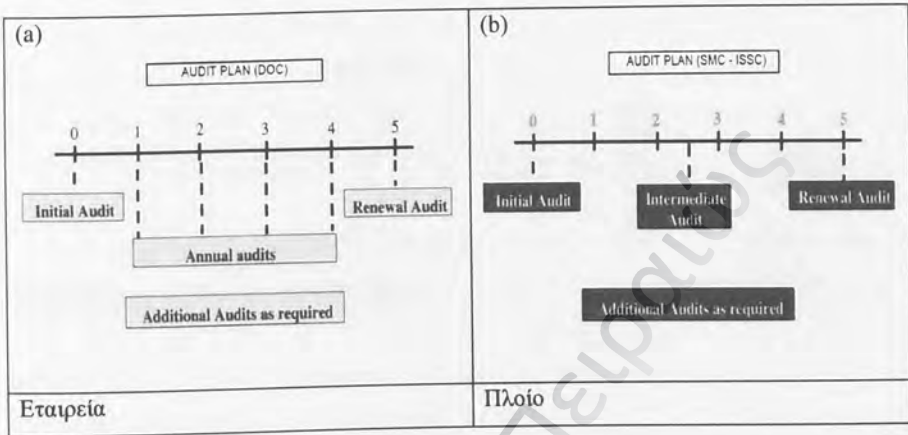 (a)
AUDIT PLAN (DOC)
0 1 2 3 4 5
Initial Audit
Renewal Audit
Annual audits
Additional Audits as required
Εταιρεία
(b)
AUDIT PLAN (SMC - ISSC)
0 1 2 3 4 5
Initial Audit
Intermediate
Audit
Renewal Audit
Additional Audits as required
Πλοίο
Πειραιώς